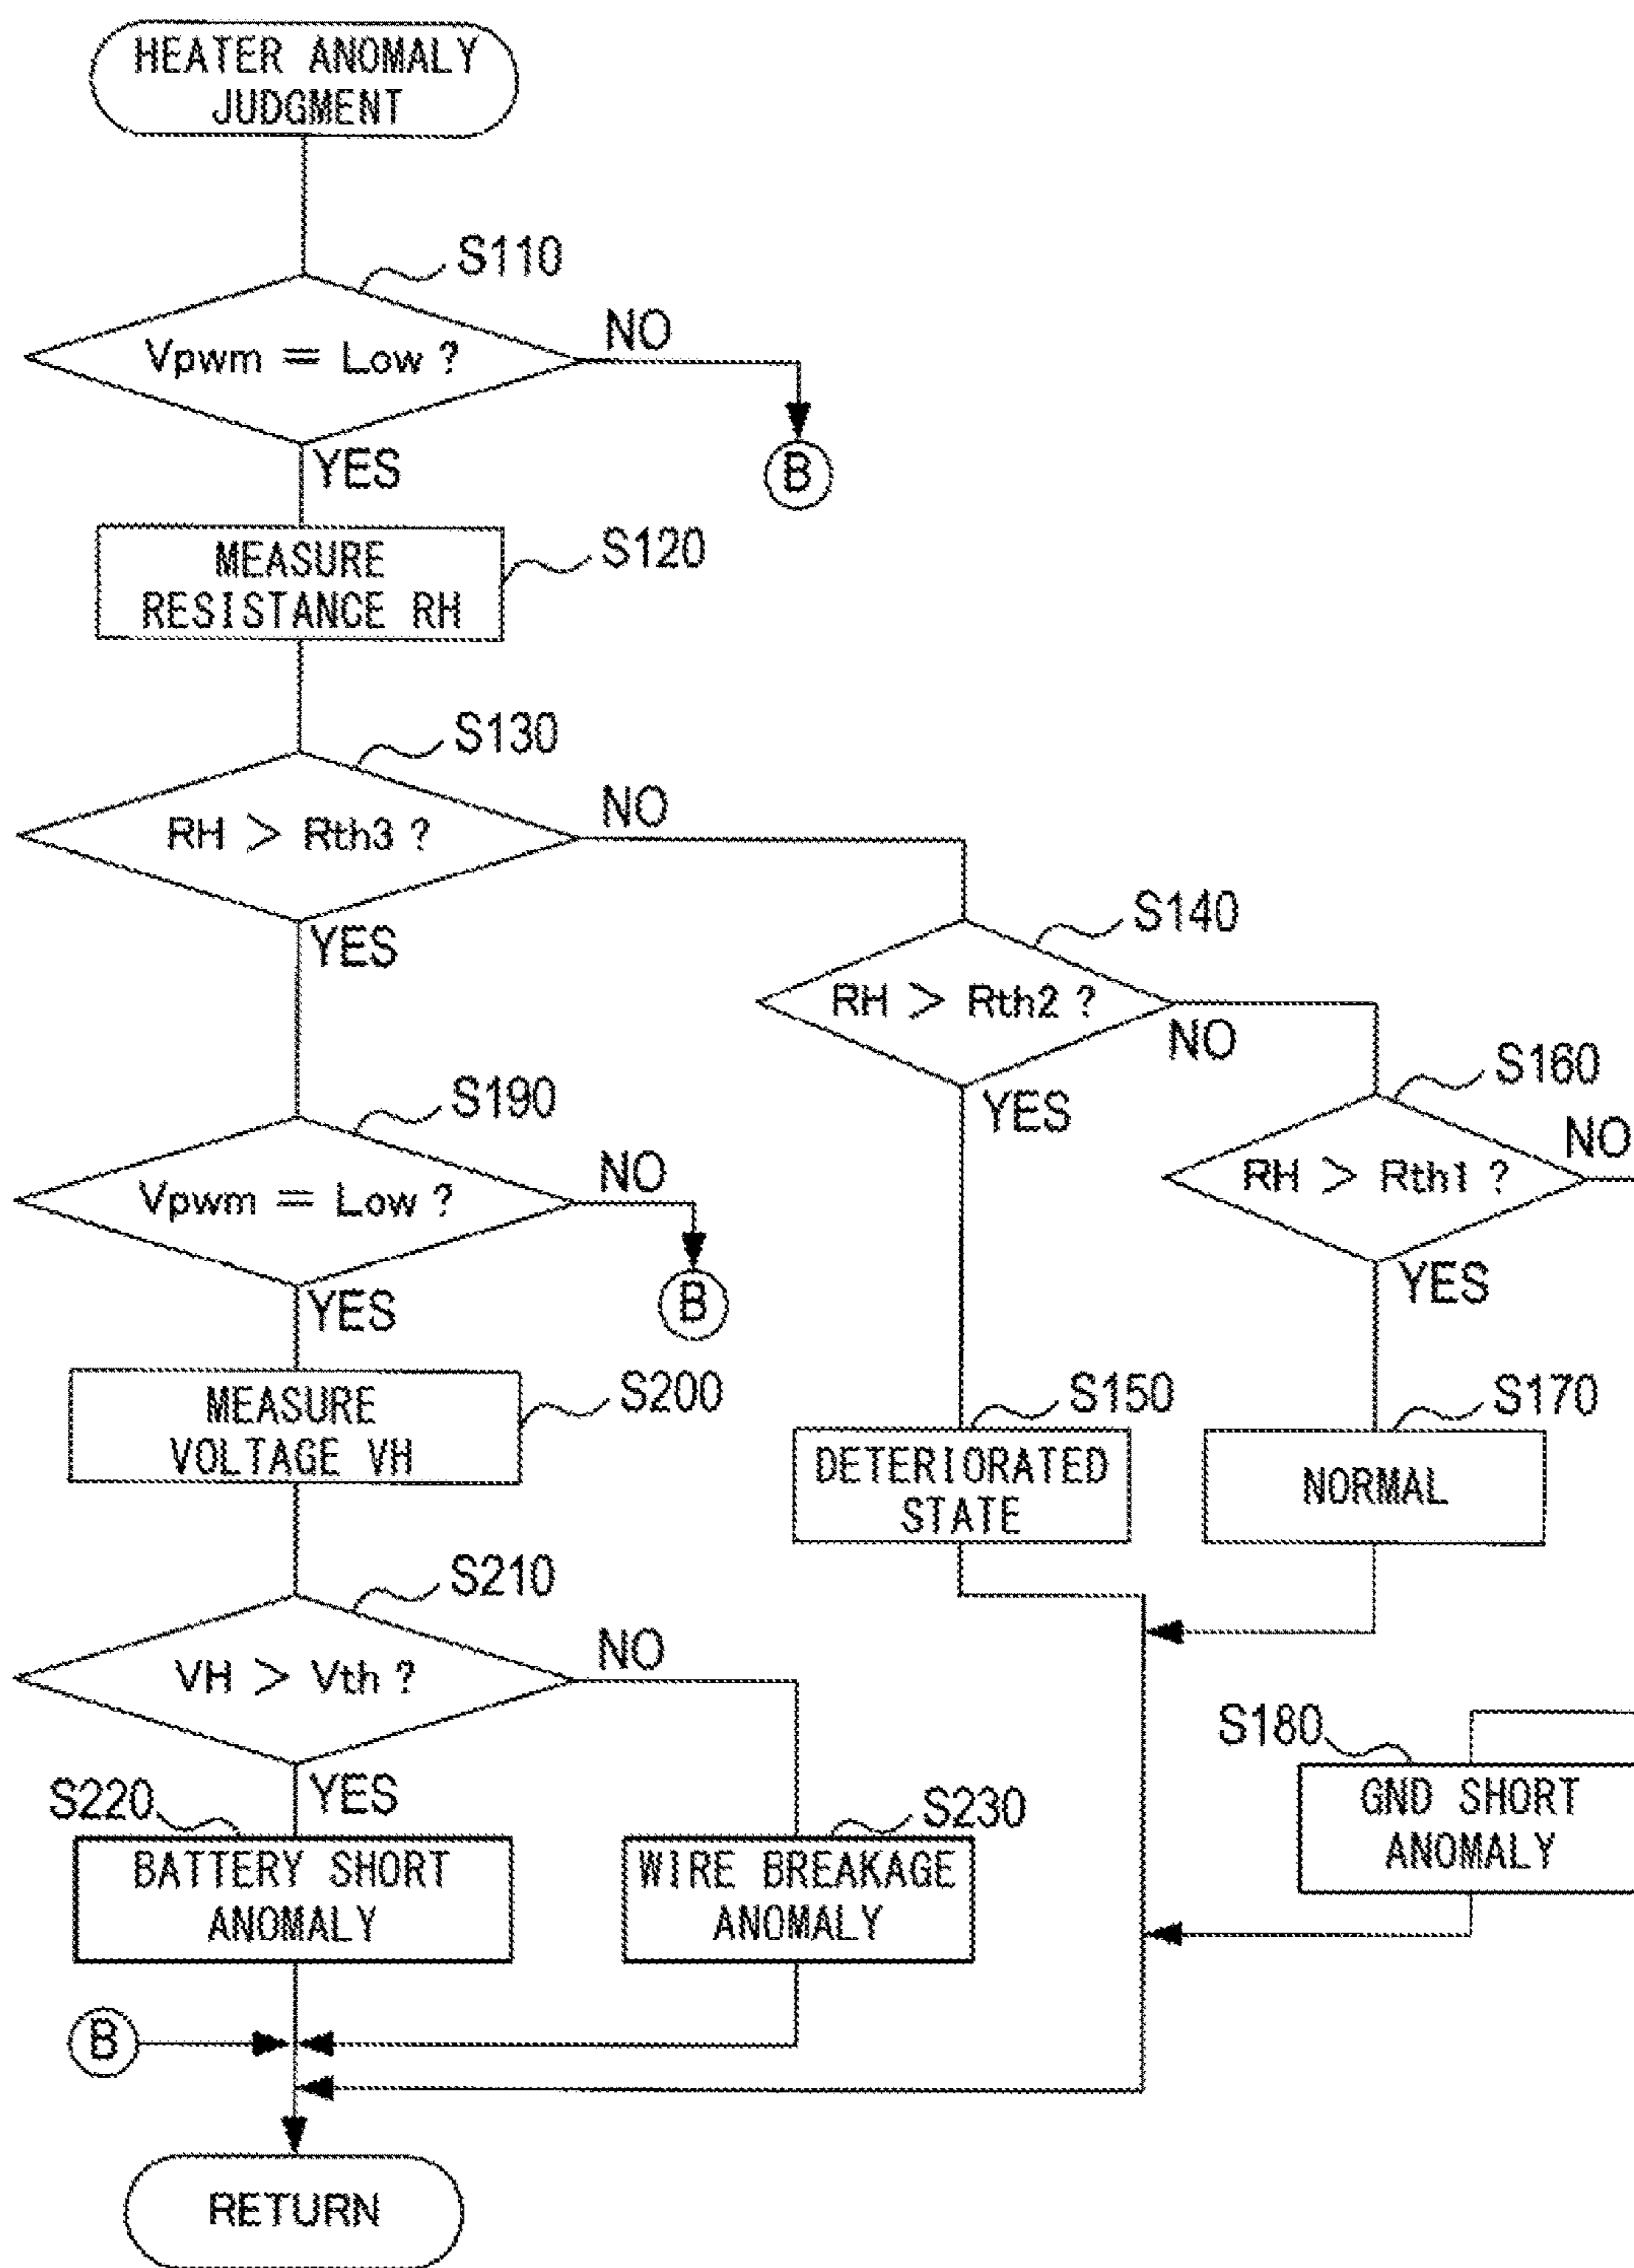 HEATER ANOMALY
JUDGMENT
S110
Vpwm = Low ?
NO
B
YES
MEASURE
RESISTANCE RH
S120
S130
RH > Rth3 ?
NO
YES
S140
RH > Rth2 ?
NO
YES
S160
RH > Rth1 ?
NO
YES
S190
Vpwm = Low ?
NO
B
YES
MEASURE
VOLTAGE VH
S200
S150
DETERIORATED
STATE
S170
NORMAL
S210
VH > Vth ?
NO
YES
S180
GND SHORT
ANOMALY
S220
BATTERY SHORT
ANOMALY
S230
WIRE BREAKAGE
ANOMALY
B
RETURN